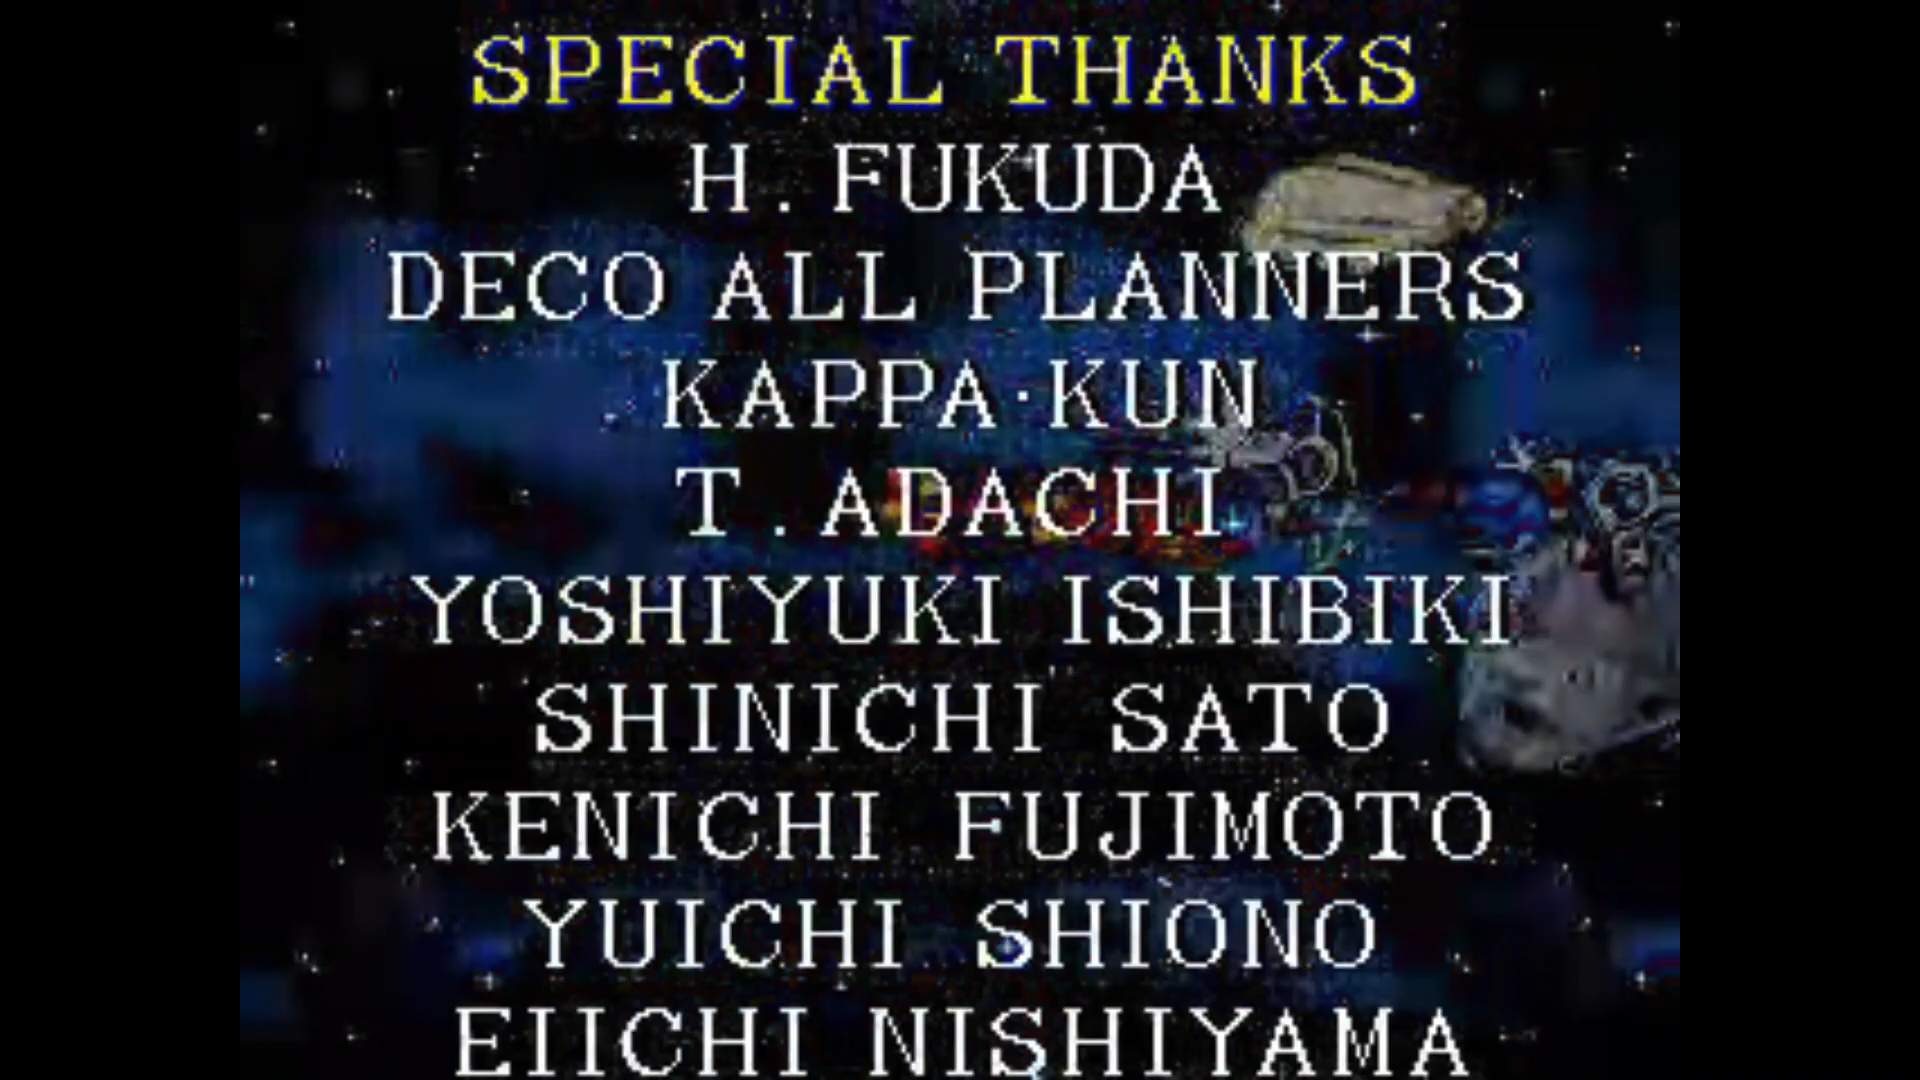 SPECIAL THANKS
H.FUKUDA
DECO ALL PLANNERS
KAPPA·KUN
T.ADACHI
YOSHIYUKI ISHIBIKI
SHINICHI SATO
KENICHI FUJIMOTO
YUICHI SHIONO
EIICHI NISHIYAMA